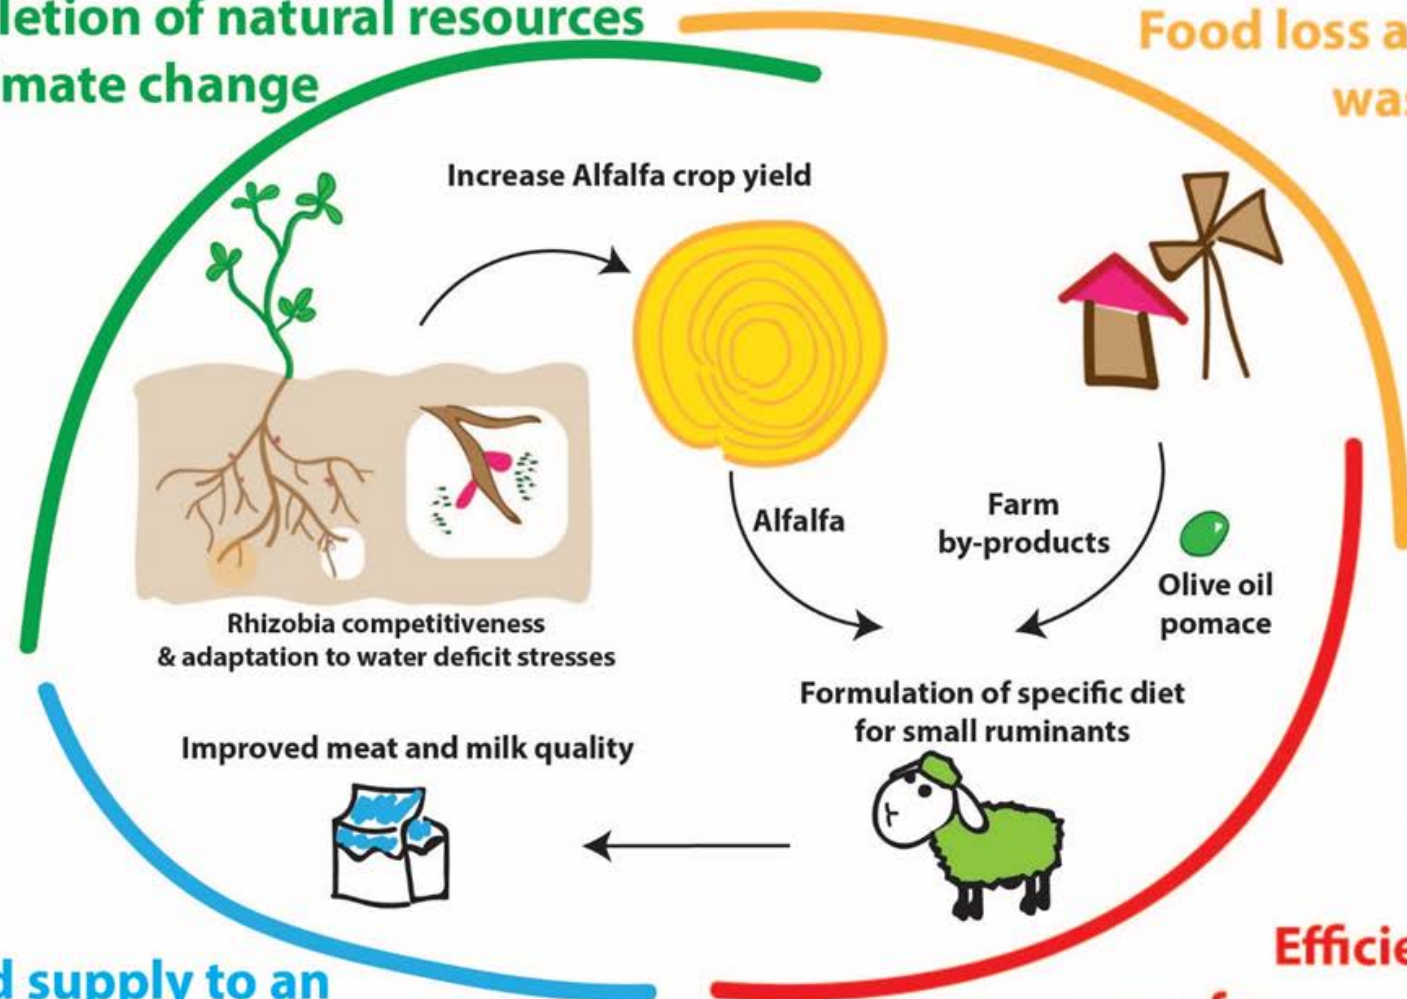 letion of natural resources
mate change
Food loss a
was
Increase Alfalfa crop yield
Alfalfa
Farm
by-products
Olive oil
pomace
Rhizobia competitiveness
& adaptation to water deficit stresses
Formulation of specific diet
for small ruminants
Improved meat and milk quality
d supply to an
Efficie